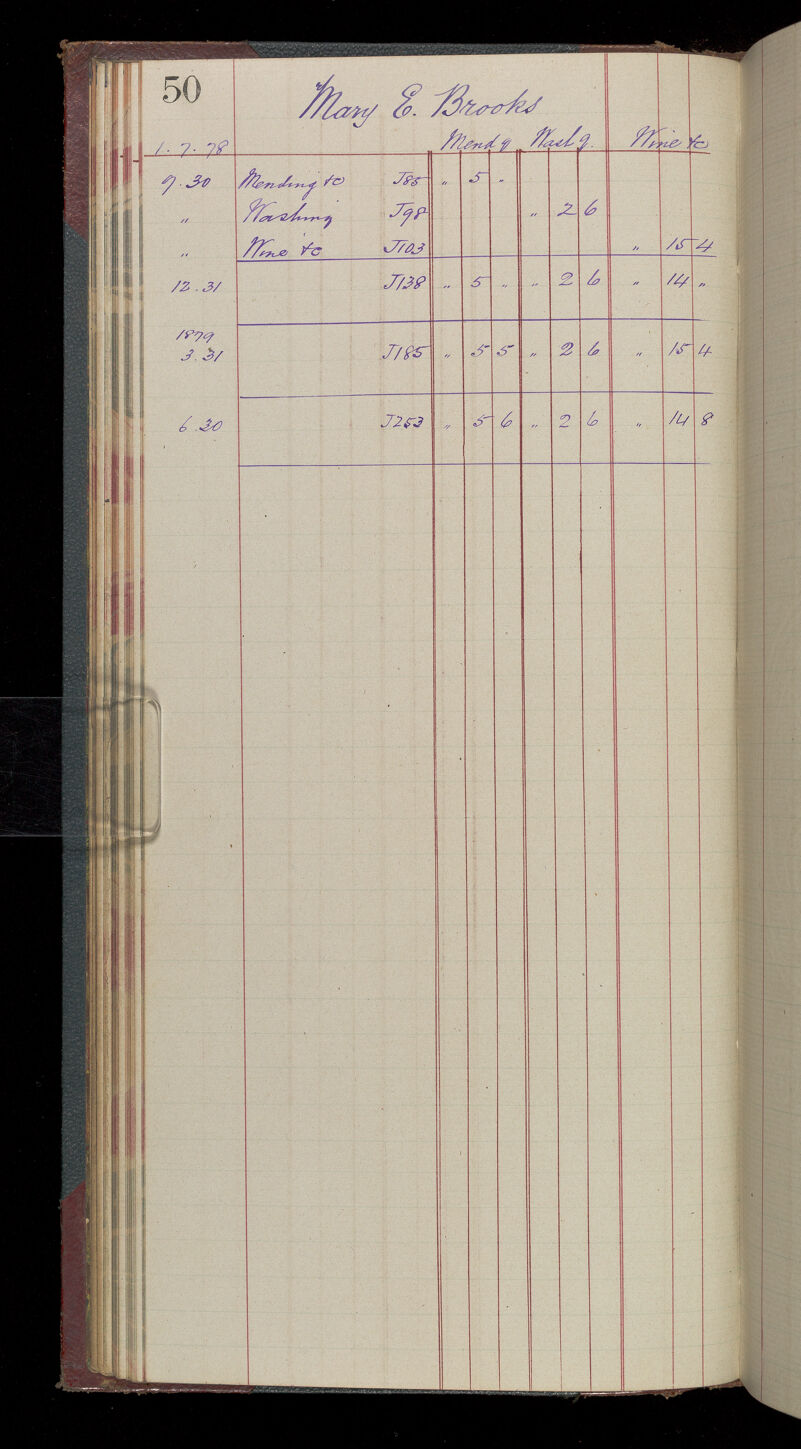 50
Mary E. Brooks
1. 7. 78 Mendg Washg. Wine &c
9.30 Mending &c J85 " 5 "
" Washing J98 " 2 6
" Wine &c J103 " 15 4
12.31 J138 " 5 " " 2 6 " 14 "
1879
3.31 J185 " 5 5 " 2 6 " 15 4
6.30 J253 " 5 6 " 2 6 " 14 8